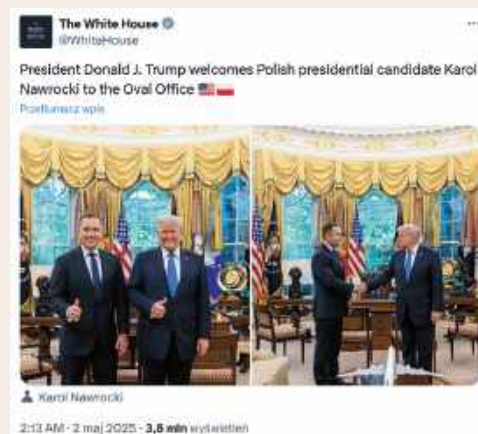 The White House
@WhiteHouse
President Donald J. Trump welcomes Polish presidential candidate Karol
Nawrocki to the Oval Office
Przetłumacz wpis
Karol Nawrocki
2:13 AM · 2 maj 2025 · 3,8 mln wyświetleń